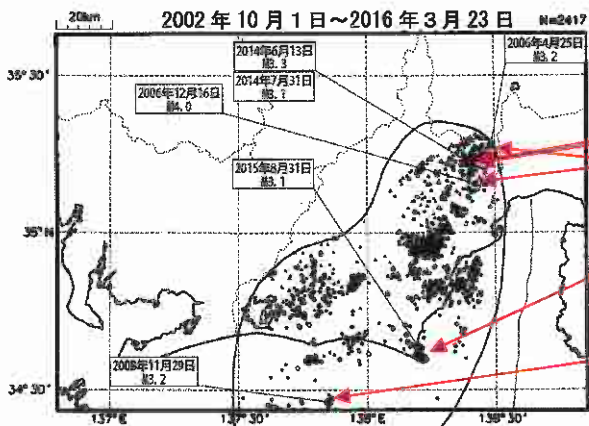 20km
2002年10月1日～2016年3月23日
N=2417
2014年6月13日
M3.3
2014年7月31日
M3.1
2006年4月25日
M3.2
35°30'
2006年12月16日
M4.0
2015年8月31日
M3.1
35°N
2008年11月29日
M3.2
34°30'
137°E
137°30'
138°E
138°30'